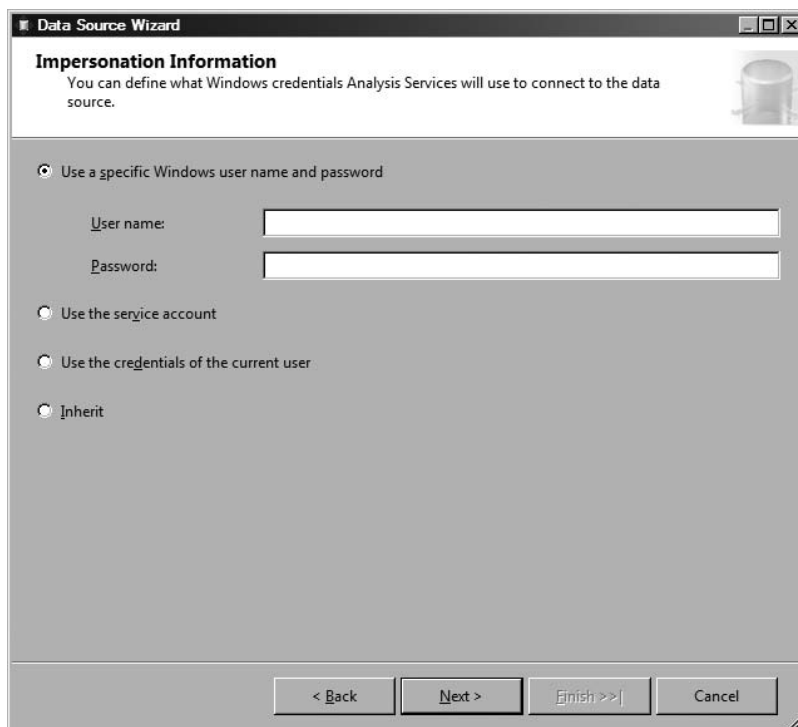 Data Source Wizard
Impersonation Information
You can define what Windows credentials Analysis Services will use to connect to the data
source.
Use a specific Windows user name and password
User name:
Password:
Use the service account
Use the credentials of the current user
Inherit
< Back Next > Finish >>| Cancel